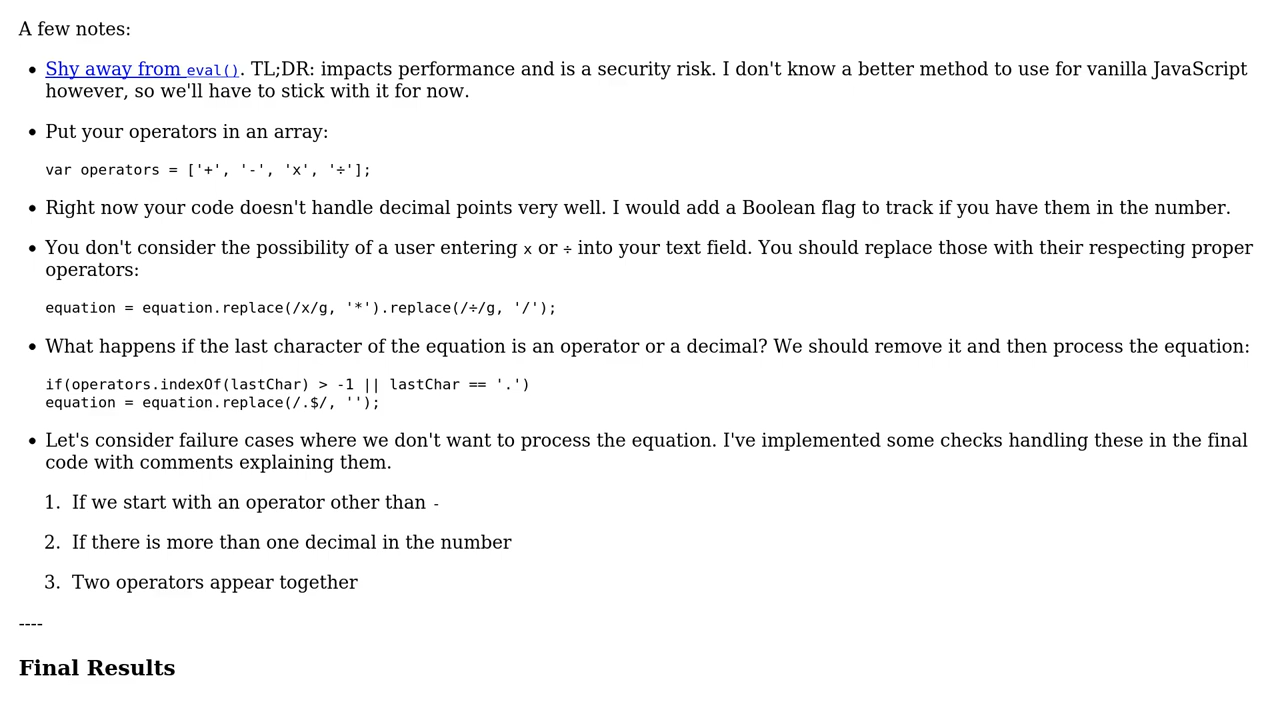 A few notes:
Shy away from eval(). TL;DR: impacts performance and is a security risk. I don't know a better method to use for vanilla JavaScript
however, so we'll have to stick with it for now.
Put your operators in an array:
var operators = ['+', '-', 'x', '÷'];
Right now your code doesn't handle decimal points very well. I would add a Boolean flag to track if you have them in the number.
You don't consider the possibility of a user entering x or ÷ into your text field. You should replace those with their respecting proper
operators:
equation = equation.replace(/x/g, '*').replace(/÷/g, '/');
What happens if the last character of the equation is an operator or a decimal? We should remove it and then process the equation:
if(operators.indexOf(lastChar) > -1 || lastChar == '.')
equation = equation.replace(/.$/, '');
Let's consider failure cases where we don't want to process the equation. I've implemented some checks handling these in the final
code with comments explaining them.
1. If we start with an operator other than -
2. If there is more than one decimal in the number
3. Two operators appear together
----
Final Results